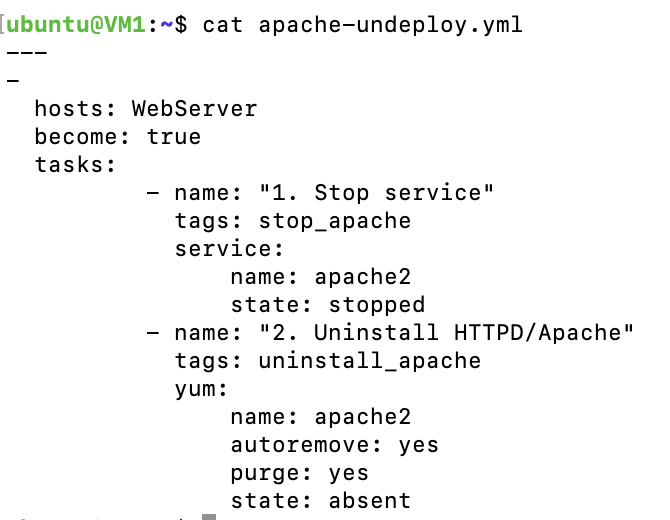 ubuntu@VM1:~$ cat apache-undeploy.yml
---
-
  hosts: WebServer
  become: true
  tasks:
          - name: "1. Stop service"
            tags: stop_apache
            service:
                name: apache2
                state: stopped
          - name: "2. Uninstall HTTPD/Apache"
            tags: uninstall_apache
            yum:
                name: apache2
                autoremove: yes
                purge: yes
                state: absent